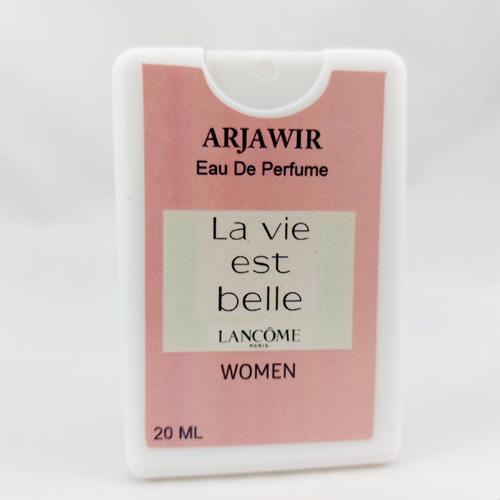 ARJAWIR
Eau De Perfume
La vie
est
belle
LANCÔME
PARIS
WOMEN
20 ML